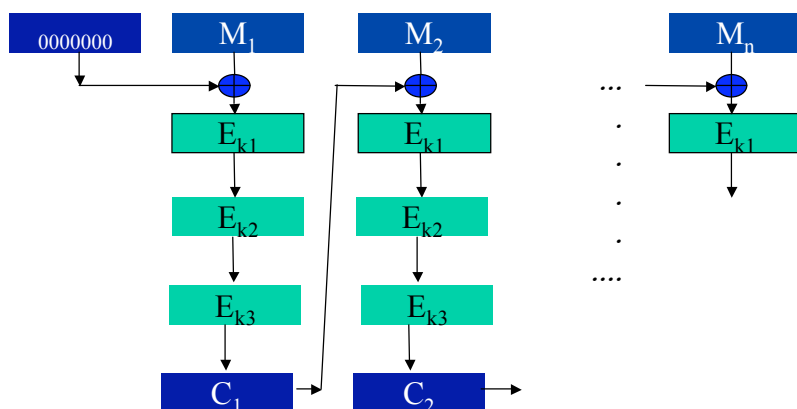 0000000 M1 M2 Mn
...
Ek1 Ek1 . Ek1
.
Ek2 Ek2 .
.
....
Ek3 Ek3
C1 C2